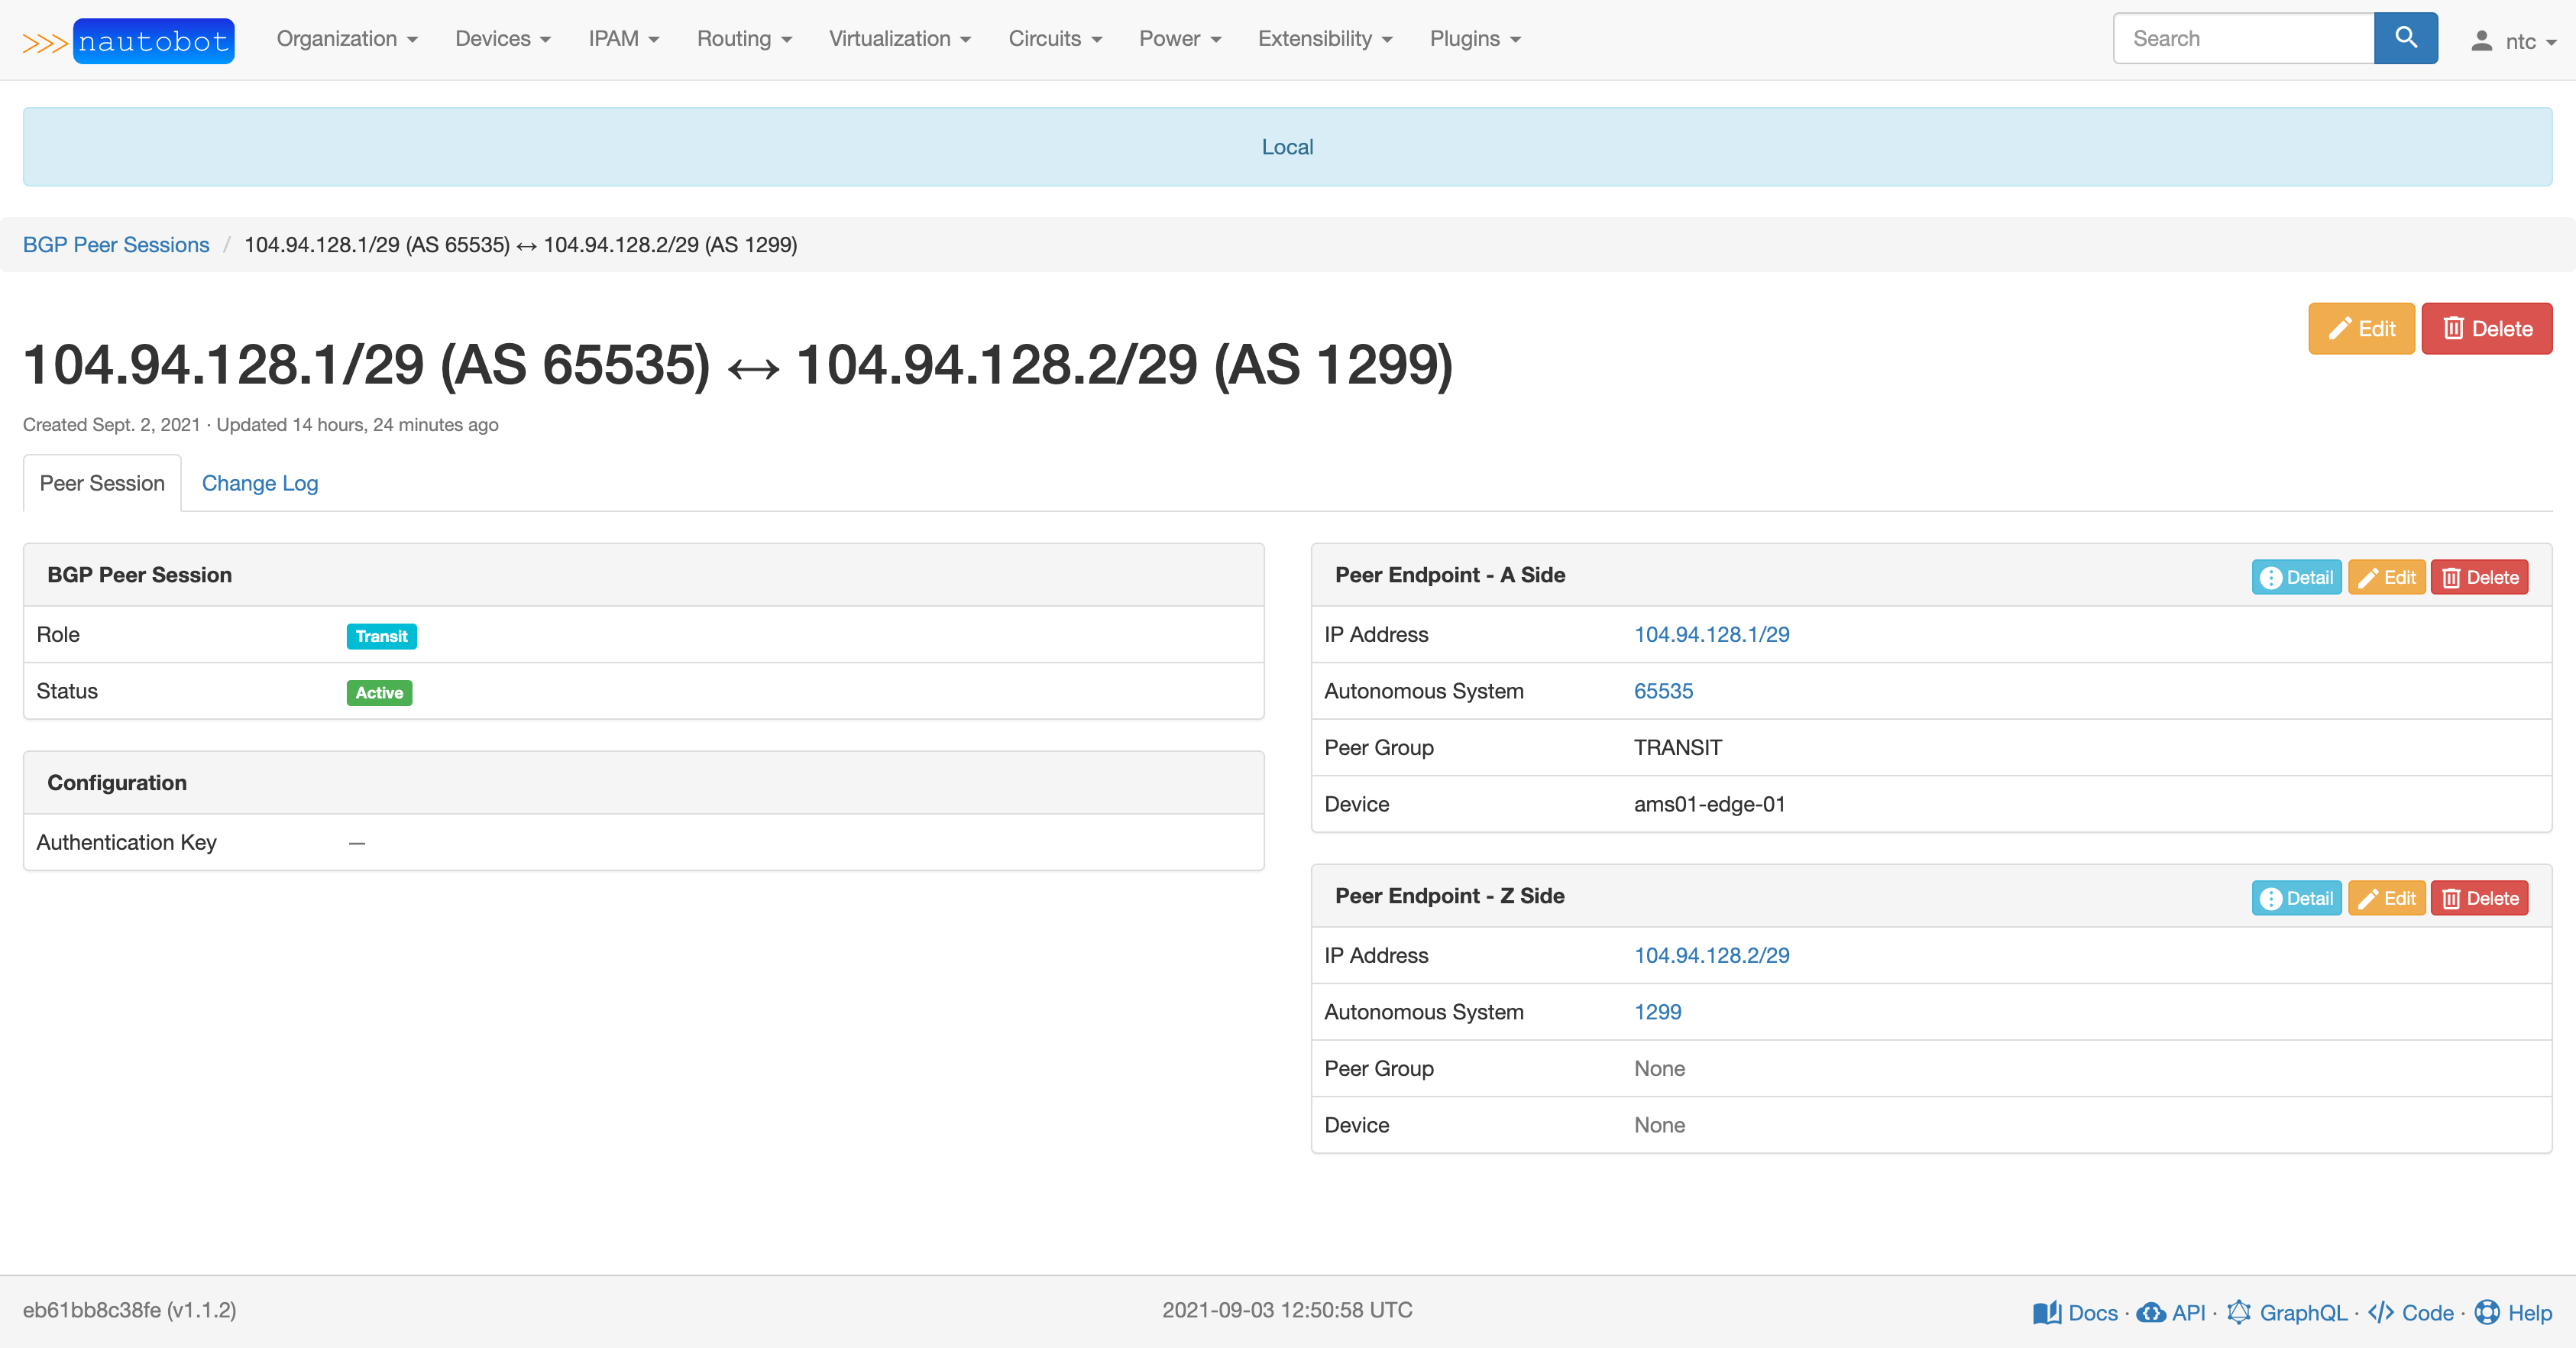 >>> nautobot Organization Devices IPAM Routing Virtualization Circuits Power Extensibility Plugins Search ntc
Local
BGP Peer Sessions / 104.94.128.1/29 (AS 65535) ↔ 104.94.128.2/29 (AS 1299)
Edit Delete
104.94.128.1/29 (AS 65535) ↔ 104.94.128.2/29 (AS 1299)
Created Sept. 2, 2021 · Updated 14 hours, 24 minutes ago
Peer Session Change Log
BGP Peer Session
Role Transit
Status Active
Configuration
Authentication Key —
Peer Endpoint - A Side Detail Edit Delete
IP Address 104.94.128.1/29
Autonomous System 65535
Peer Group TRANSIT
Device ams01-edge-01
Peer Endpoint - Z Side Detail Edit Delete
IP Address 104.94.128.2/29
Autonomous System 1299
Peer Group None
Device None
eb61bb8c38fe (v1.1.2) 2021-09-03 12:50:58 UTC Docs · API · GraphQL · Code · Help